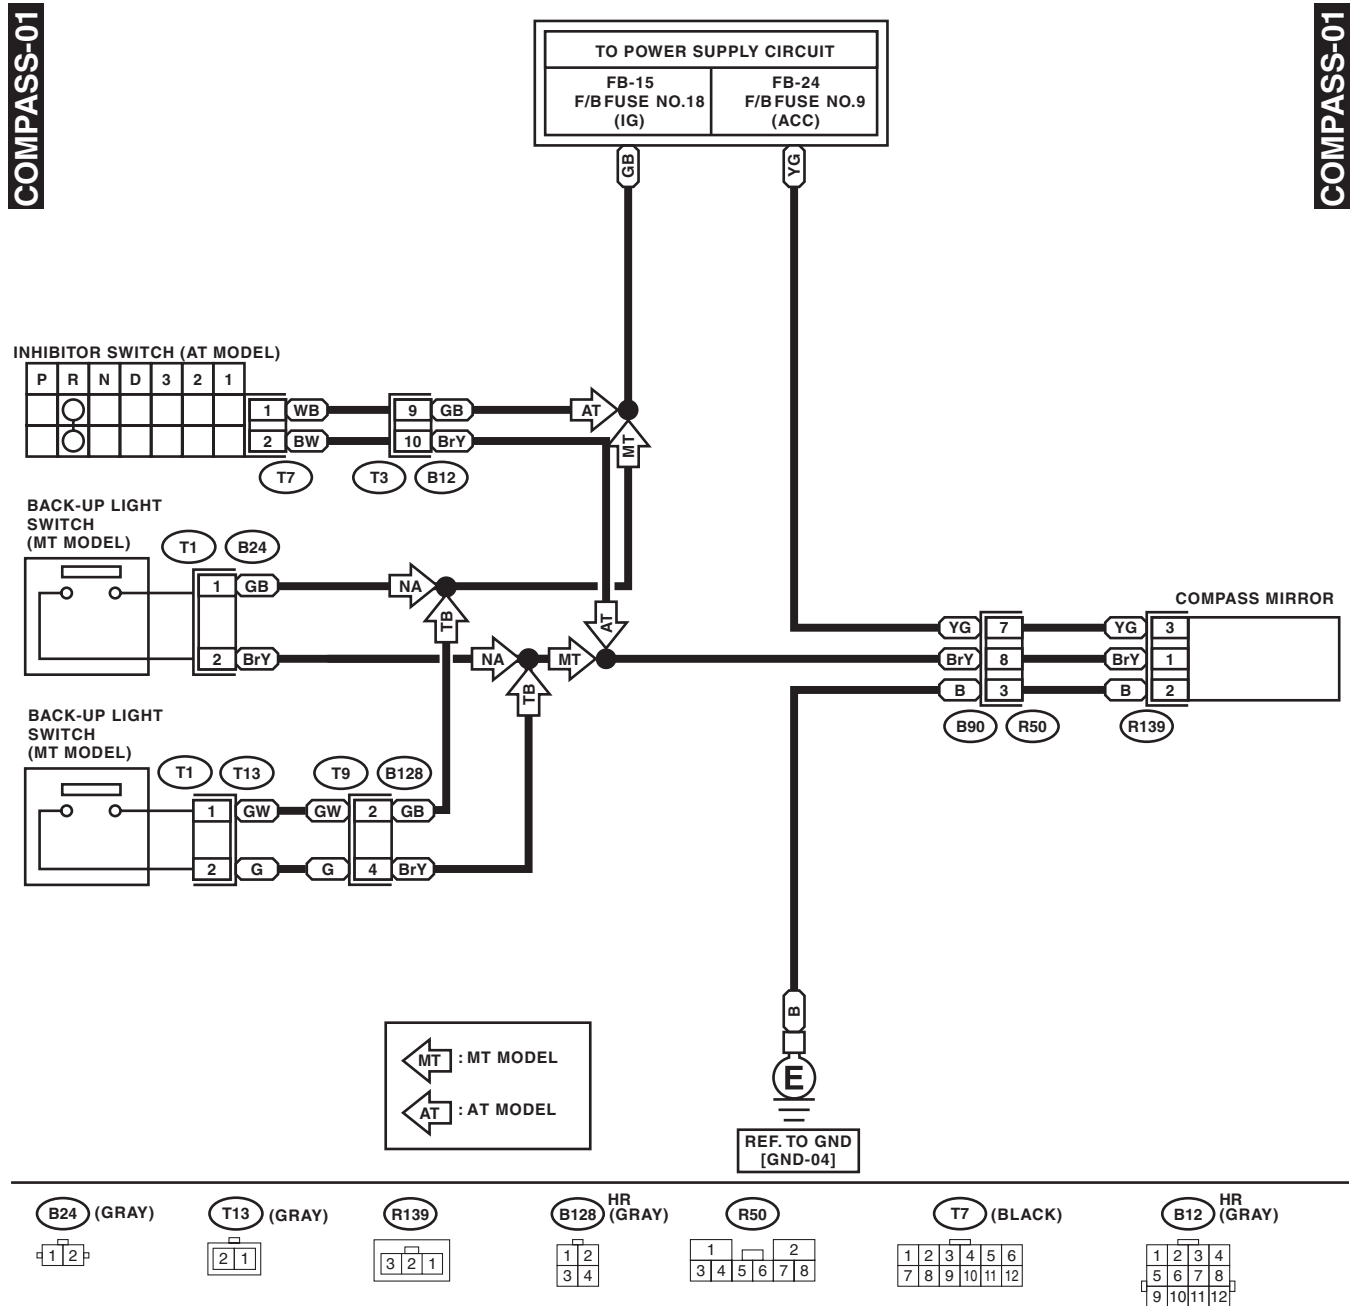 COMPASS-01
COMPASS-01
TO POWER SUPPLY CIRCUIT
FB-15
F/B FUSE NO.18
(IG)
FB-24
F/B FUSE NO.9
(ACC)
GB
YG
INHIBITOR SWITCH (AT MODEL)
P R N D 3 2 1
1 WB 9 GB AT
2 BW 10 BrY MT
T7 T3 B12
BACK-UP LIGHT
SWITCH
(MT MODEL)
T1 B24
1 GB NA
TB
AT
2 BrY NA MT
TB
COMPASS MIRROR
YG 7 YG 3
BrY 8 BrY 1
B 3 B 2
B90 R50 R139
BACK-UP LIGHT
SWITCH
(MT MODEL)
T1 T13 T9 B128
1 GW GW 2 GB
2 G G 4 BrY
B
E
REF. TO GND
[GND-04]
MT : MT MODEL
AT : AT MODEL
B24 (GRAY)
1 2
T13 (GRAY)
2 1
R139
3 2 1
B128 HR
(GRAY)
1 2
3 4
R50
1 2
3 4 5 6 7 8
T7 (BLACK)
1 2 3 4 5 6
7 8 9 10 11 12
B12 HR
(GRAY)
1 2 3 4
5 6 7 8
9 10 11 12